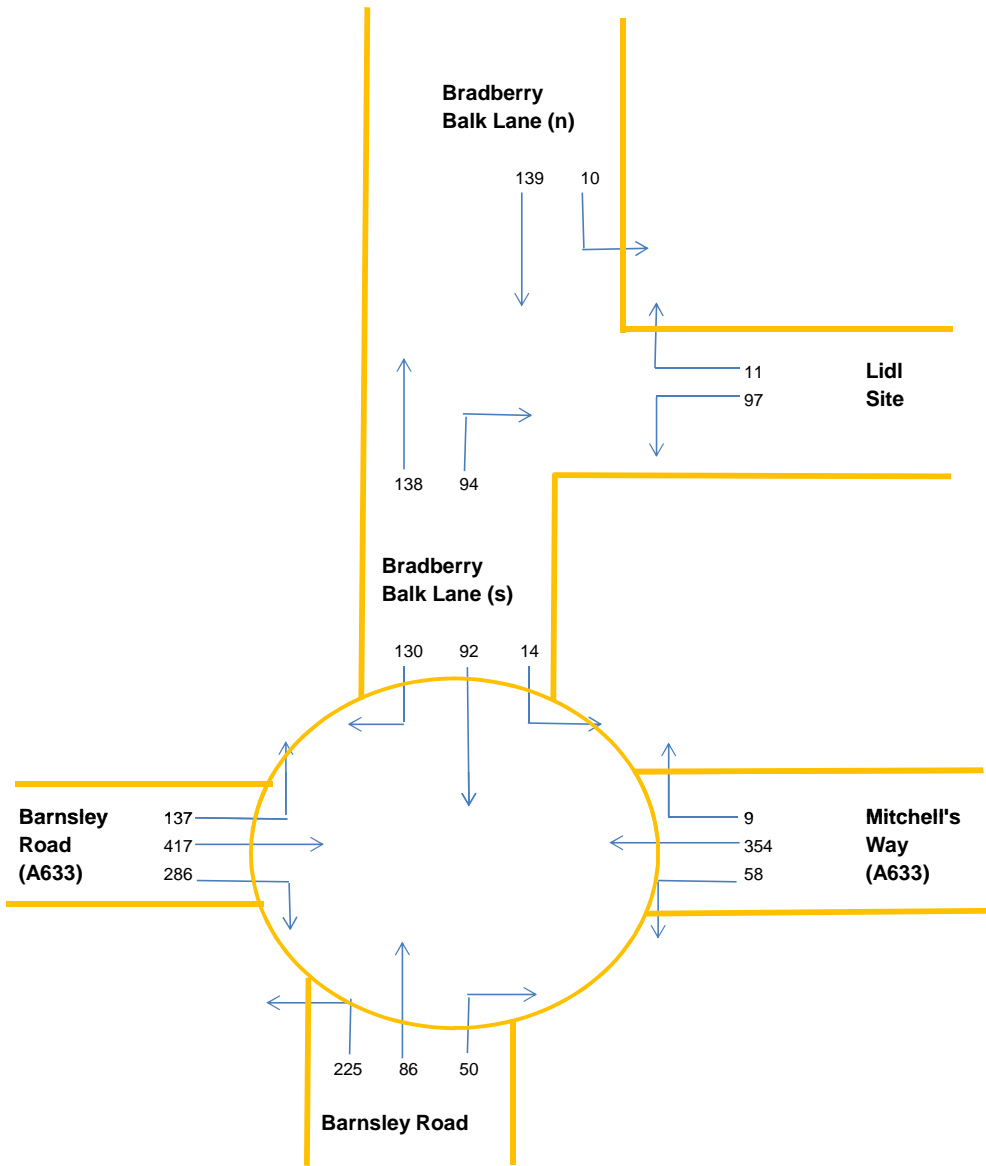 Bradberry
Balk Lane (n)
139 10
11
97
Lidl
Site
138 94
Bradberry
Balk Lane (s)
130 92 14
Barnsley
Road
(A633)
137
417
286
9
354
58
Mitchell's
Way
(A633)
225 86 50
Barnsley Road